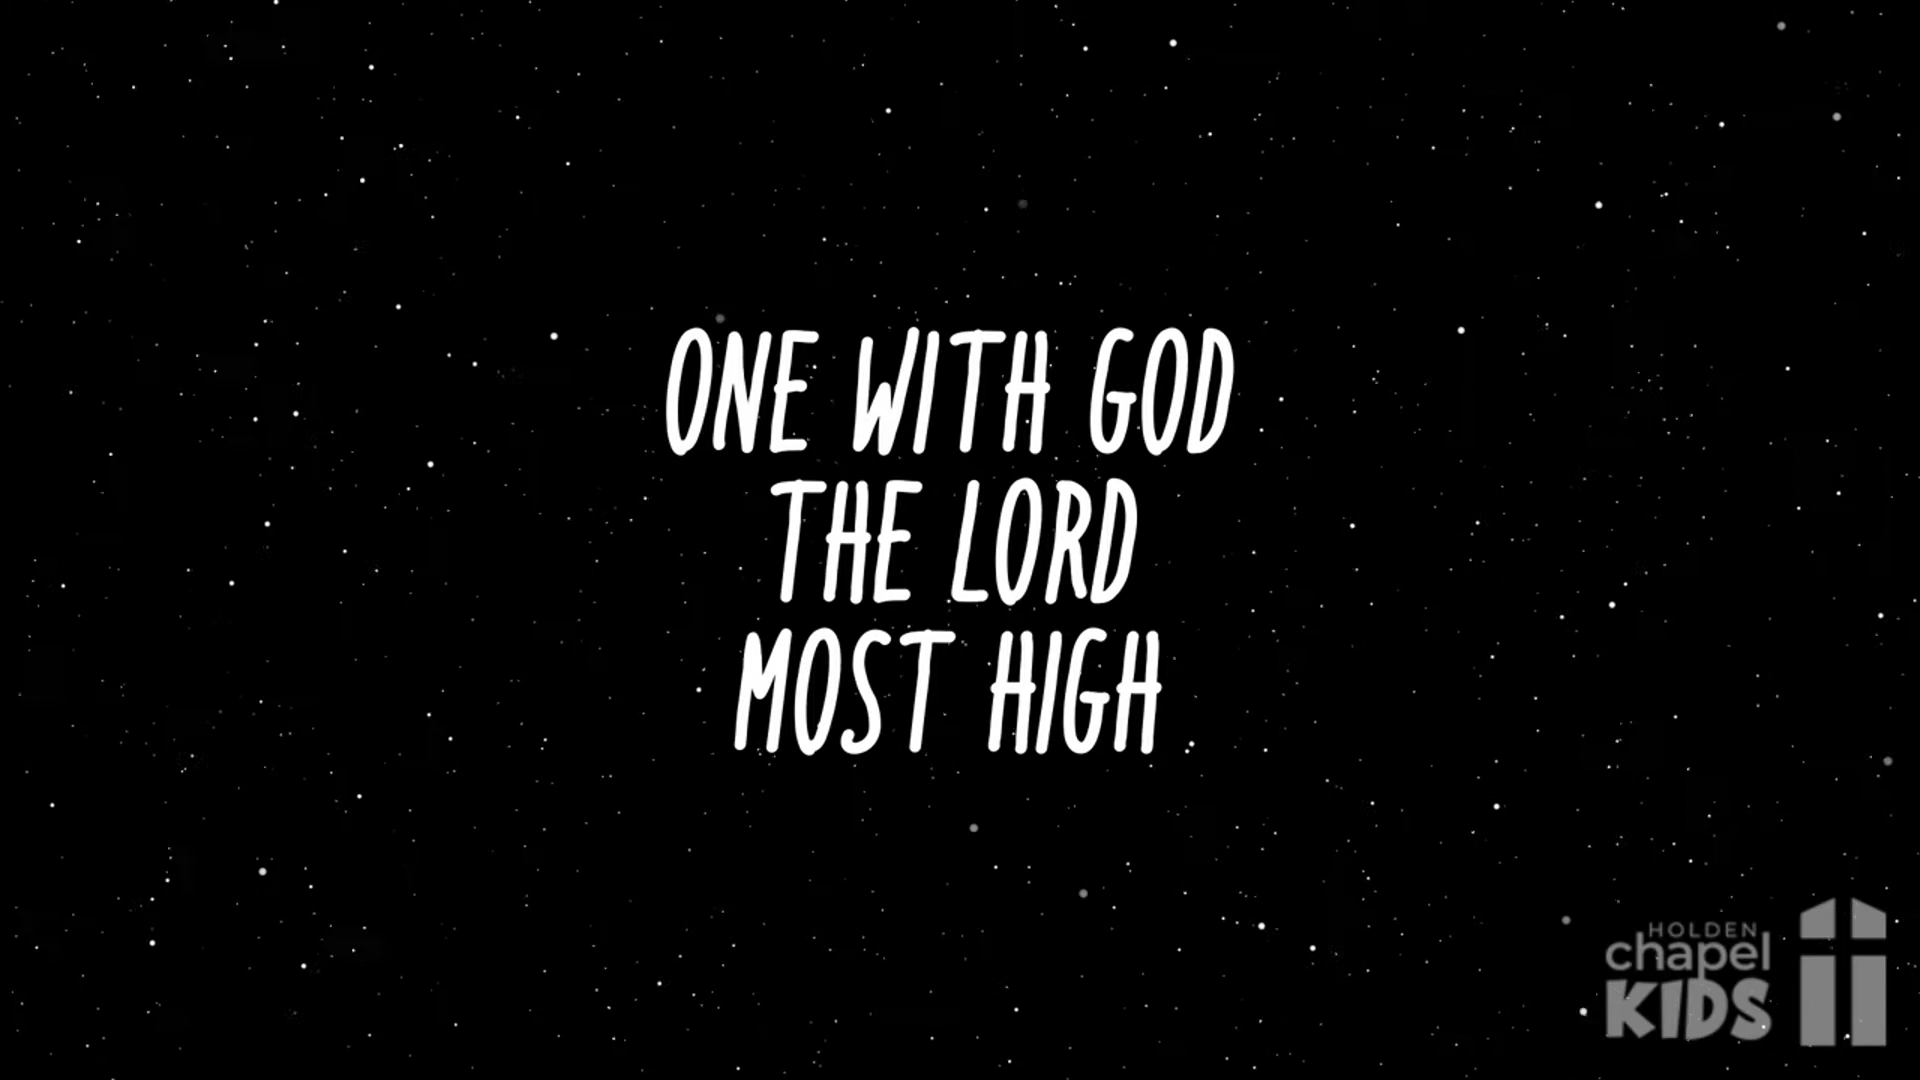 ONE WITH GOD
THE LORD
MOST HIGH
HOLDEN
chapel
KIDS